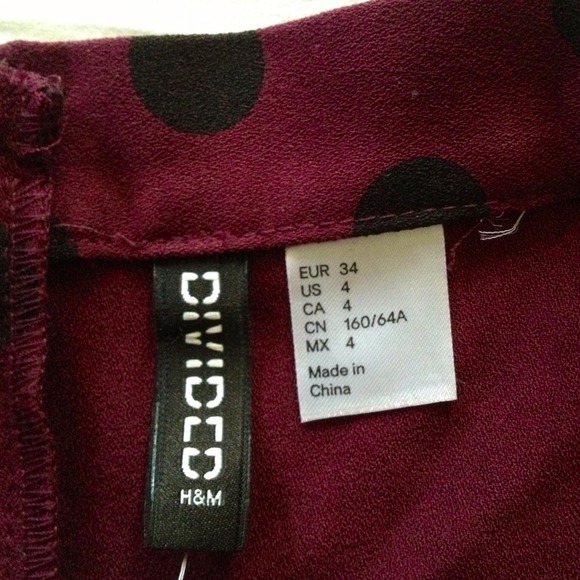 DIVIDED
H&M
EUR 34
US 4
CA 4
CN 160/64A
MX 4
Made in
China